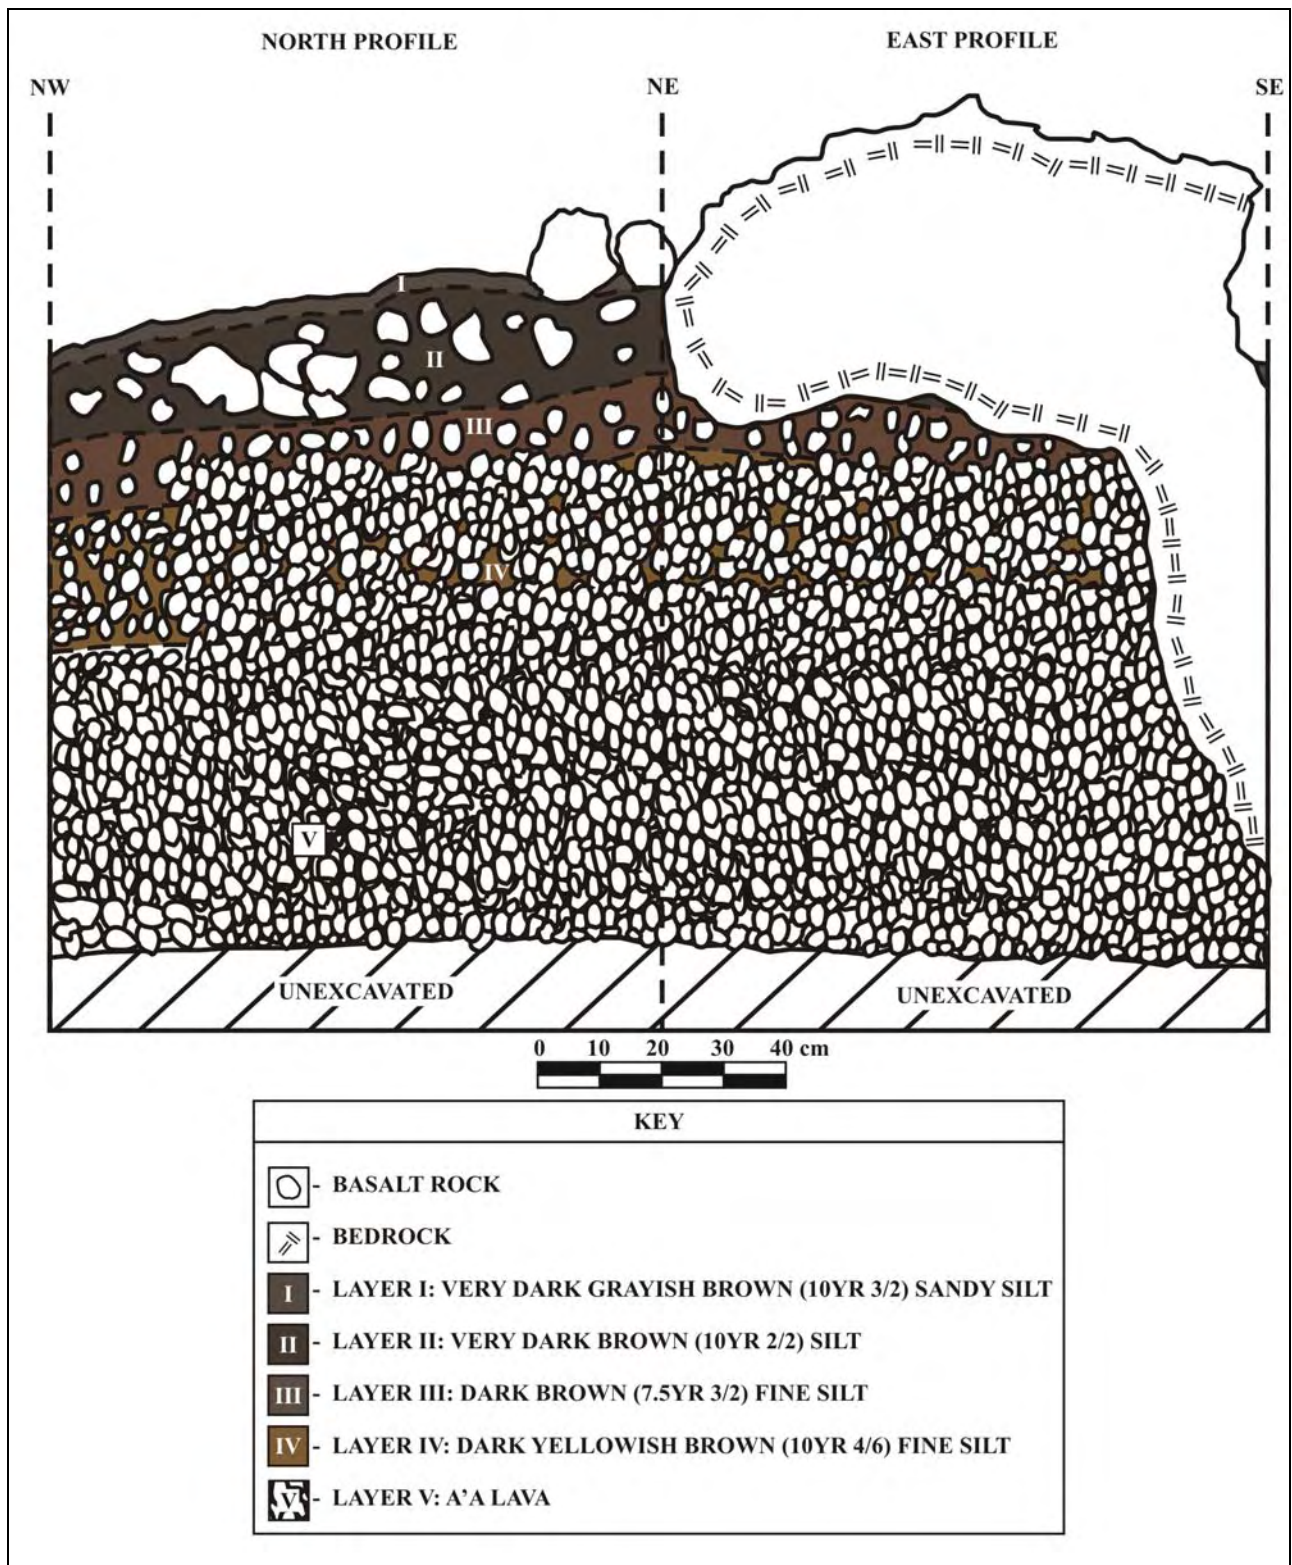 NORTH PROFILE
EAST PROFILE
NW
NE
SE
I
II
III
IV
V
UNEXCAVATED
UNEXCAVATED
0 10 20 30 40 cm
KEY
- BASALT ROCK
- BEDROCK
I - LAYER I: VERY DARK GRAYISH BROWN (10YR 3/2) SANDY SILT
II - LAYER II: VERY DARK BROWN (10YR 2/2) SILT
III - LAYER III: DARK BROWN (7.5YR 3/2) FINE SILT
IV - LAYER IV: DARK YELLOWISH BROWN (10YR 4/6) FINE SILT
V - LAYER V: A’A LAVA